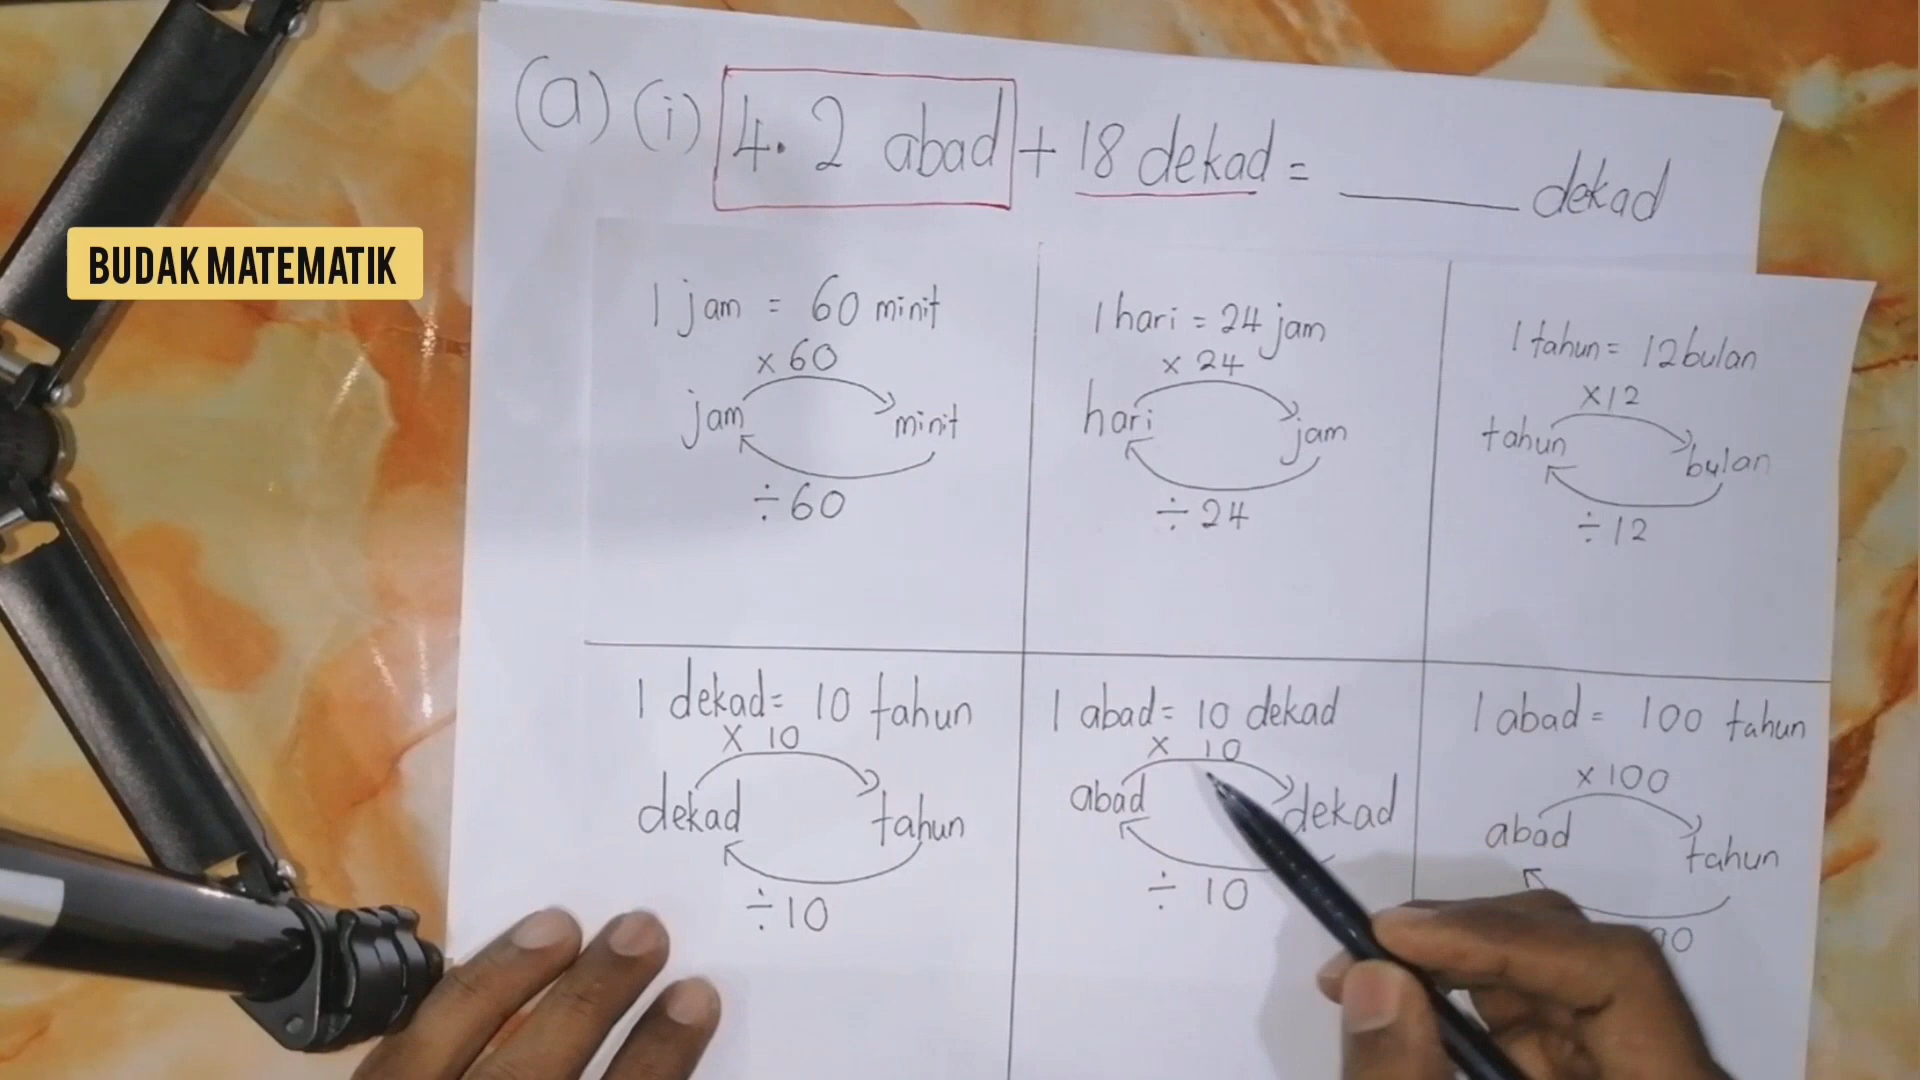 (a) (i) 4.2 abad + 18 dekad = ____ dekad
BUDAK MATEMATIK
1 jam = 60 minit
× 60
jam minit
÷ 60
1 hari = 24 jam
× 24
hari jam
÷ 24
1 tahun = 12 bulan
×12
tahun bulan
÷ 12
1 dekad = 10 tahun
× 10
dekad tahun
÷10
1 abad = 10 dekad
× 10
abad dekad
÷ 10
1 abad = 100 tahun
×100
abad tahun